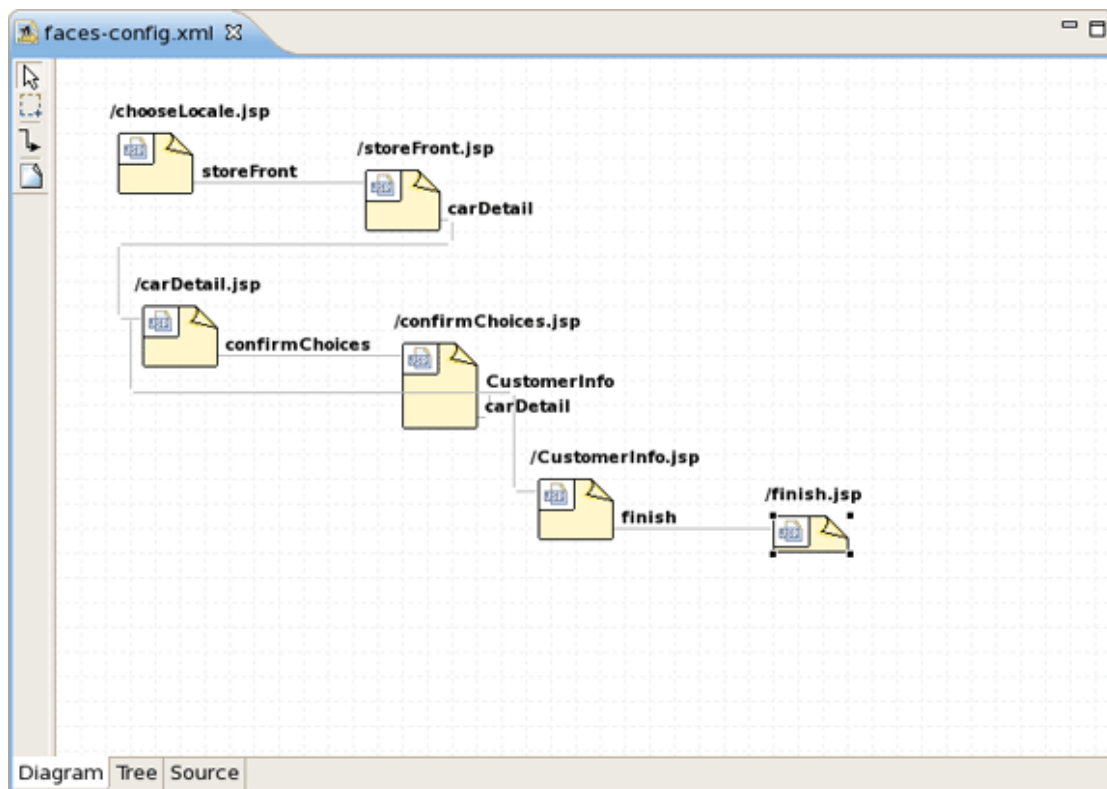 faces-config.xml
/chooseLocale.jsp
storeFront
/storeFront.jsp
carDetail
/carDetail.jsp
confirmChoices
/confirmChoices.jsp
CustomerInfo
carDetail
/CustomerInfo.jsp
finish
/finish.jsp
Diagram Tree Source